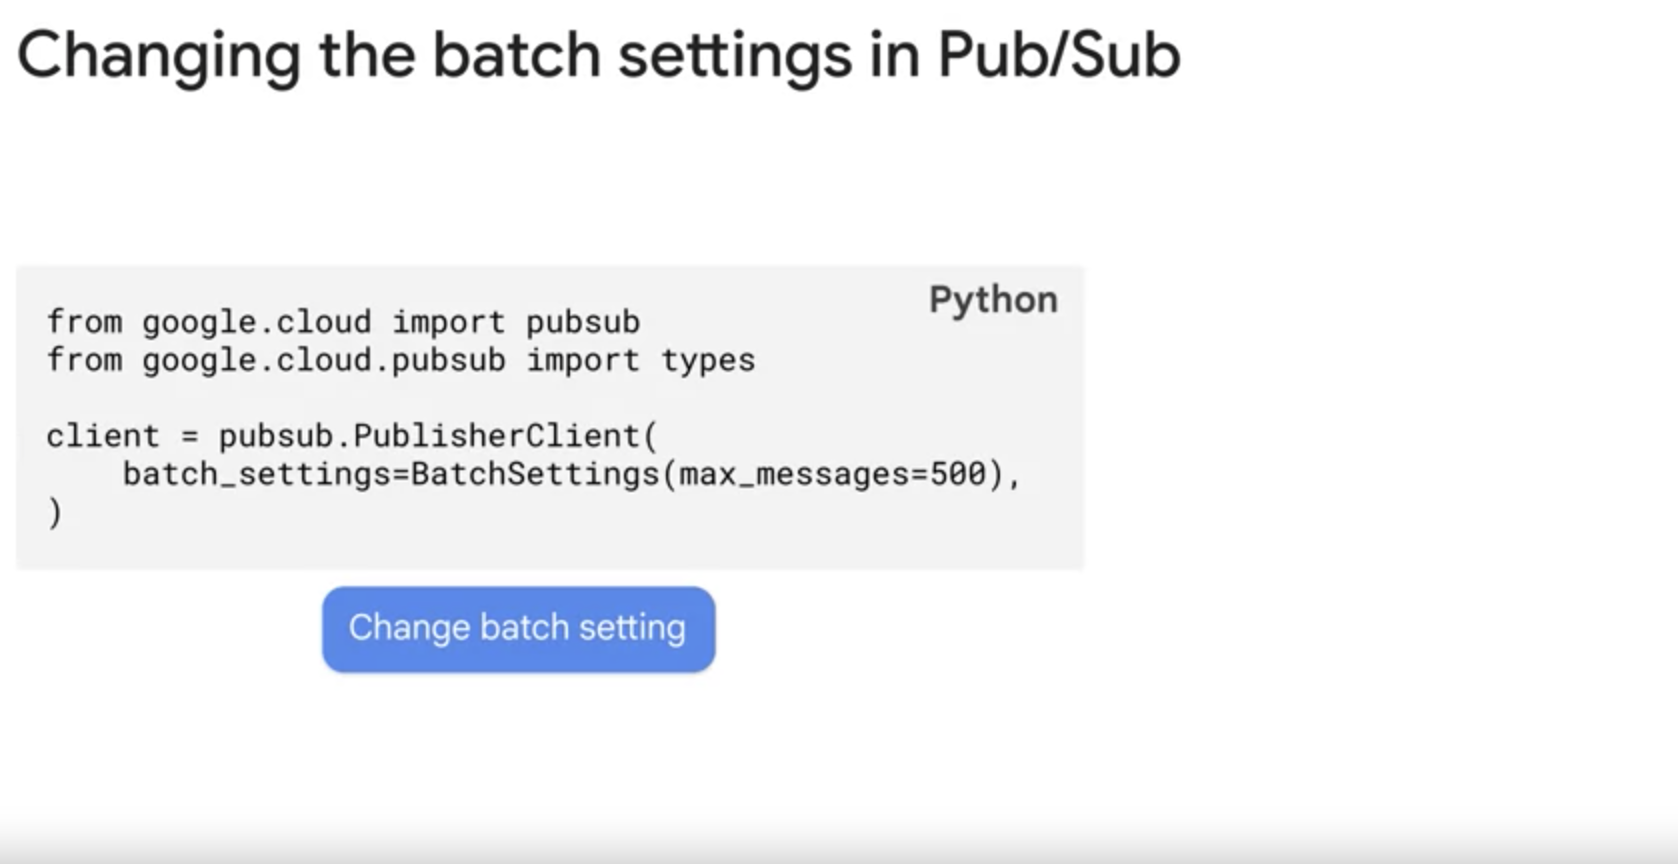 Changing the batch settings in Pub/Sub
Python
from google.cloud import pubsub
from google.cloud.pubsub import types
client = pubsub.PublisherClient(
    batch_settings=BatchSettings(max_messages=500),
)
Change batch setting